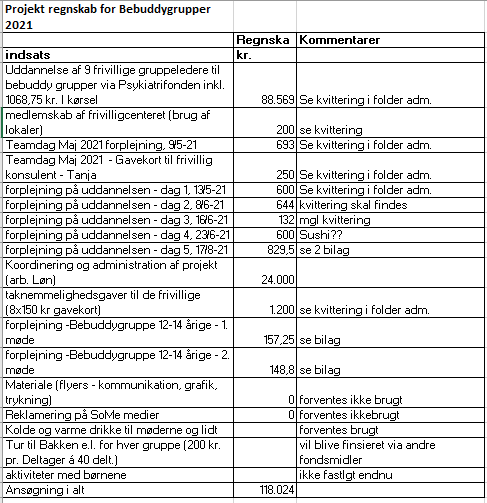 Projekt regnskab for Bebuddygrupper
2021
Regnska Kommentarer
indsats kr.
Uddannelse af 9 frivillige gruppeledere til
bebuddy grupper via Psykiatrifonden inkl.
1068,75 kr. I kørsel 88.569 Se kvittering i folder adm.
medlemskab af frivilligcenteret (brug af
lokaler) 200 se kvittering
Teamdag Maj 2021 forplejning, 9/5-21 693 Se kvittering i folder adm.
Teamdag Maj 2021 - Gavekort til frivillig
konsulent - Tanja 250 Se kvittering i folder adm.
forplejning på uddannelsen - dag 1, 13/5-21 600 Se kvittering i folder adm.
forplejning på uddannelsen - dag 2, 8/6-21 644 kvittering skal findes
forplejning på uddannelsen - dag 3, 16/6-21 132 mgl kvittering
forplejning på uddannelsen - dag 4, 23/6-21 600 Sushi??
forplejning på uddannelsen - dag 5, 17/8-21 829,5 se 2 bilag
Koordinering og administration af projekt
(arb. Løn) 24.000
taknemmelighedsgaver til de frivillige
(8x150 kr gavekort) 1.200 se kvittering i folder adm.
forplejning -Bebuddygruppe 12-14 årige - 1.
møde 157,25 se bilag
forplejning -Bebuddygruppe 12-14 årige - 2.
møde 148,8 se bilag
Materiale (flyers - kommunikation, grafik,
trykning) 0 forventes ikke brugt
Reklamering på SoMe medier 0 forventes ikkebrugt
Kolde og varme drikke til møderne og lidt forventes brugt
Tur til Bakken e.l. for hver gruppe (200 kr. vil blive finsieret via andre
pr. Deltager á 40 delt.) fondsmidler
aktiviteter med børnene ikke fastlgt endnu
Ansøgning i alt 118.024